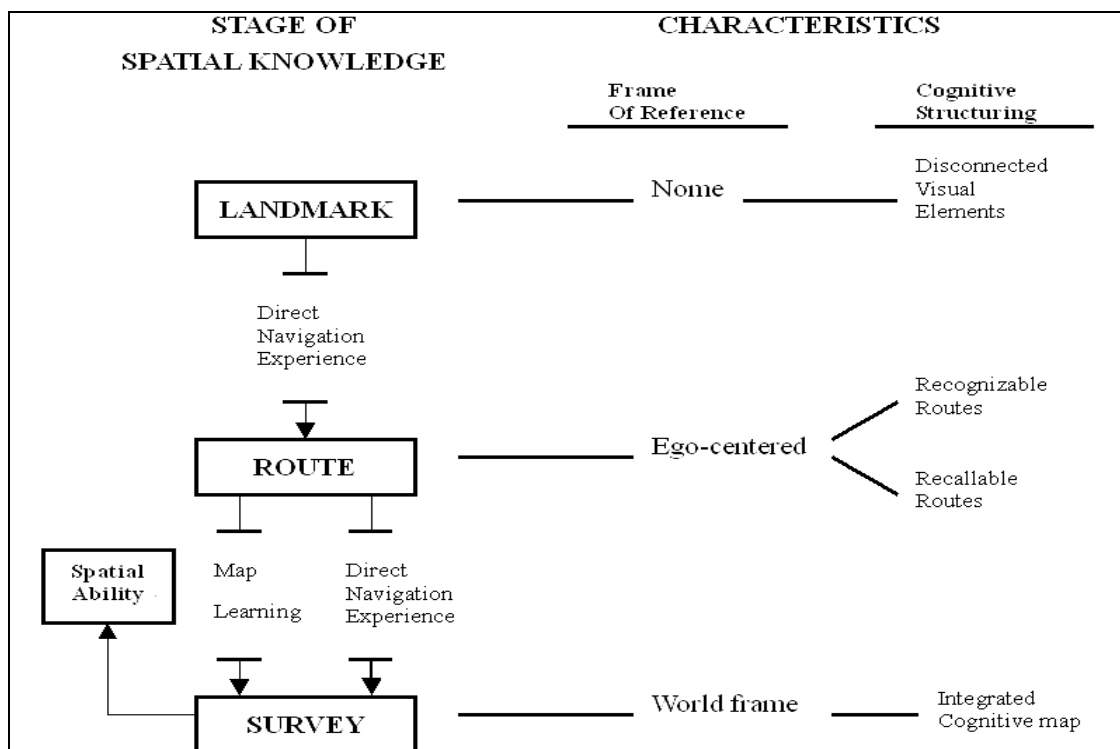 STAGE OF
SPATIAL KNOWLEDGE
CHARACTERISTICS
Frame
Of Reference
Cognitive
Structuring
LANDMARK
Nome
Disconnected
Visual
Elements
Direct
Navigation
Experience
ROUTE
Ego-centered
Recognizable
Routes
Recallable
Routes
Spatial
Ability
Map
Learning
Direct
Navigation
Experience
SURVEY
World frame
Integrated
Cognitive map